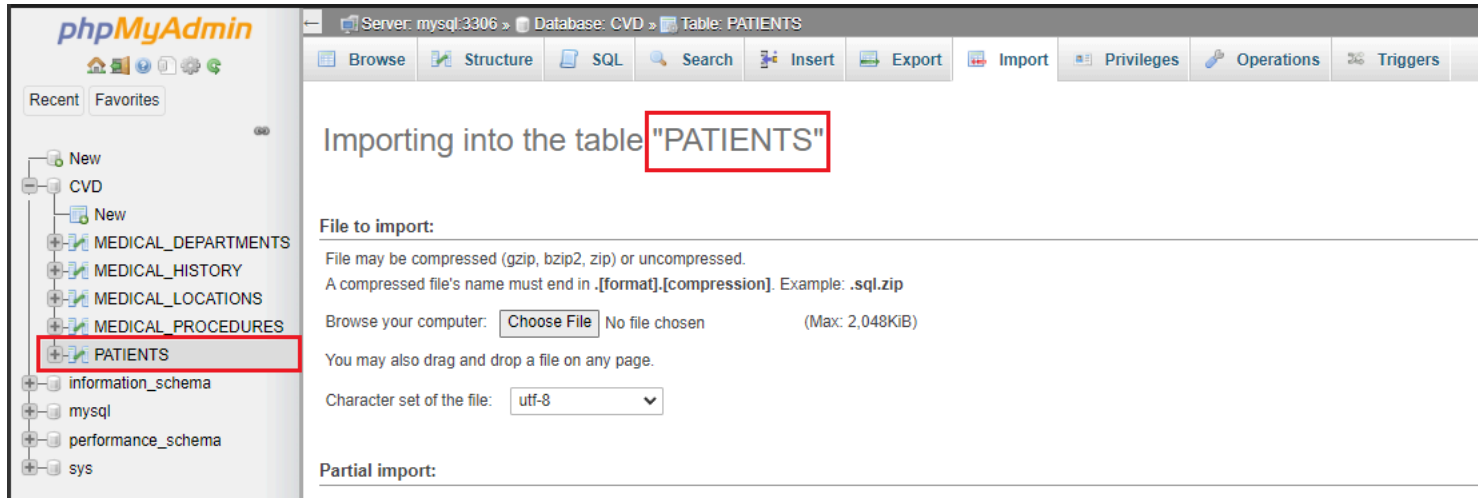 phpMyAdmin
Recent Favorites
New
CVD
New
MEDICAL_DEPARTMENTS
MEDICAL_HISTORY
MEDICAL_LOCATIONS
MEDICAL_PROCEDURES
PATIENTS
information_schema
mysql
performance_schema
sys
Server: mysql:3306 » Database: CVD » Table: PATIENTS
Browse Structure SQL Search Insert Export Import Privileges Operations Triggers
Importing into the table "PATIENTS"
File to import:
File may be compressed (gzip, bzip2, zip) or uncompressed.
A compressed file's name must end in .[format].[compression]. Example: .sql.zip
Browse your computer: Choose File No file chosen (Max: 2,048KiB)
You may also drag and drop a file on any page.
Character set of the file: utf-8
Partial import: